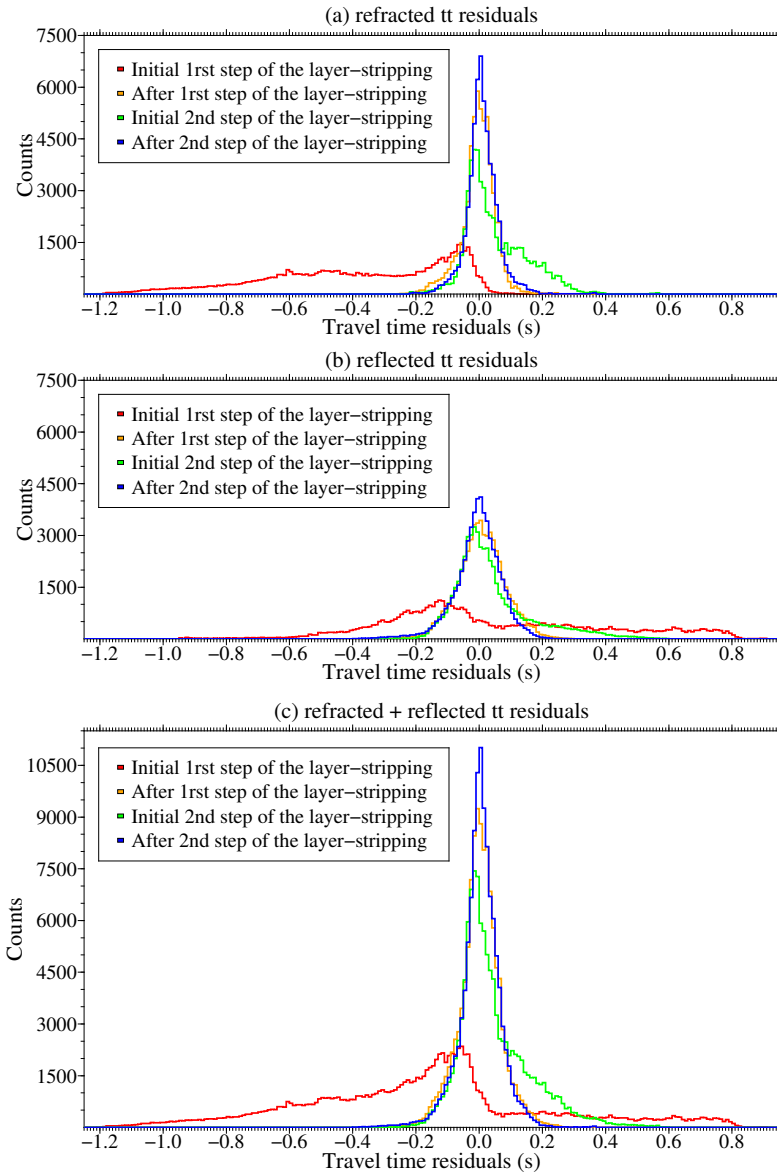 (a) refracted tt residuals
7500
6000
4500
3000
1500
Counts
Initial 1rst step of the layer−stripping
After 1rst step of the layer−stripping
Initial 2nd step of the layer−stripping
After 2nd step of the layer−stripping
−1.2 −1.0 −0.8 −0.6 −0.4 −0.2 0.0 0.2 0.4 0.6 0.8
Travel time residuals (s)
(b) reflected tt residuals
7500
6000
4500
3000
1500
Counts
Initial 1rst step of the layer−stripping
After 1rst step of the layer−stripping
Initial 2nd step of the layer−stripping
After 2nd step of the layer−stripping
−1.2 −1.0 −0.8 −0.6 −0.4 −0.2 0.0 0.2 0.4 0.6 0.8
Travel time residuals (s)
(c) refracted + reflected tt residuals
10500
9000
7500
6000
4500
3000
1500
Counts
Initial 1rst step of the layer−stripping
After 1rst step of the layer−stripping
Initial 2nd step of the layer−stripping
After 2nd step of the layer−stripping
−1.2 −1.0 −0.8 −0.6 −0.4 −0.2 0.0 0.2 0.4 0.6 0.8
Travel time residuals (s)